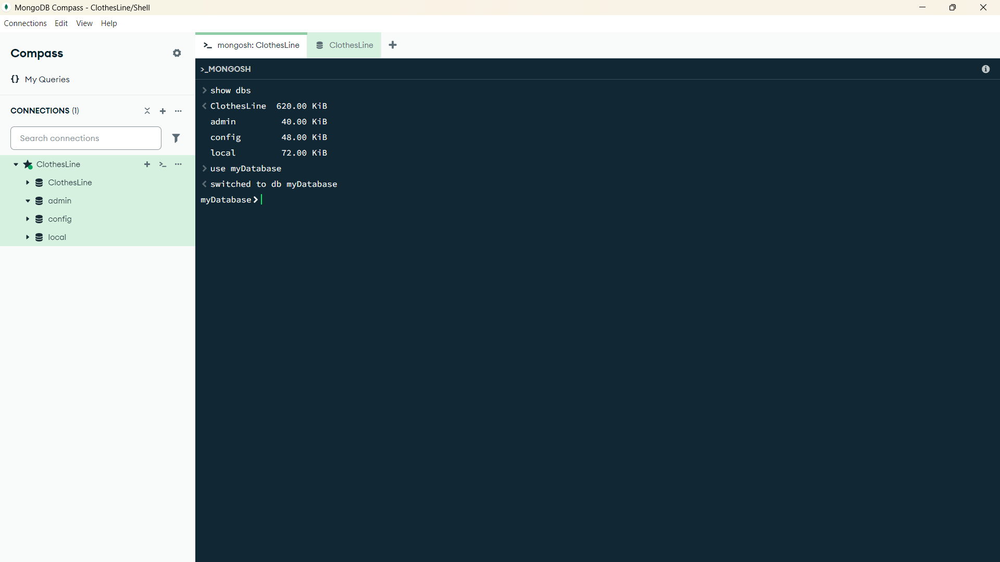 MongoDB Compass - ClothesLine/Shell
Connections Edit View Help
Compass
{} My Queries
CONNECTIONS (1)
Search connections
ClothesLine
ClothesLine
admin
config
local
mongosh: ClothesLine
ClothesLine
>_MONGOSH
> show dbs
< ClothesLine 620.00 KiB
admin 40.00 KiB
config 48.00 KiB
local 72.00 KiB
> use myDatabase
< switched to db myDatabase
myDatabase>